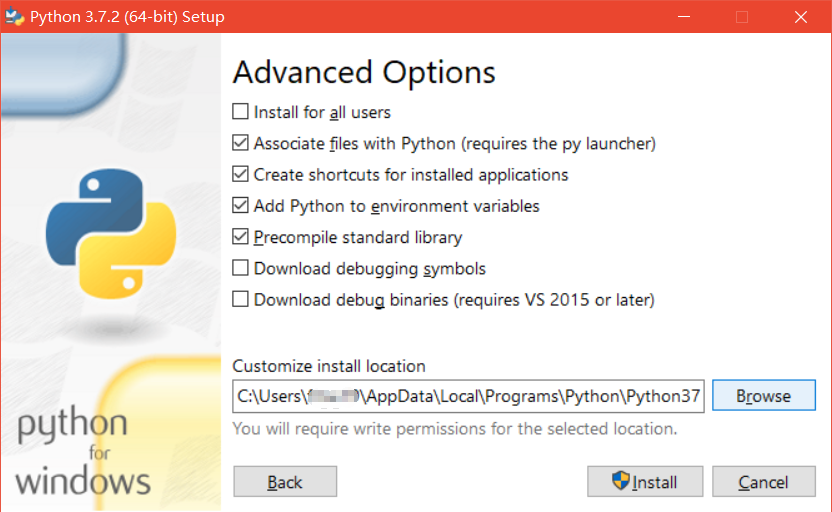 Python 3.7.2 (64-bit) Setup
Advanced Options
Install for all users
Associate files with Python (requires the py launcher)
Create shortcuts for installed applications
Add Python to environment variables
Precompile standard library
Download debugging symbols
Download debug binaries (requires VS 2015 or later)
Customize install location
C:\Users\ \AppData\Local\Programs\Python\Python37
Browse
You will require write permissions for the selected location.
python
for
windows
Back
Install
Cancel